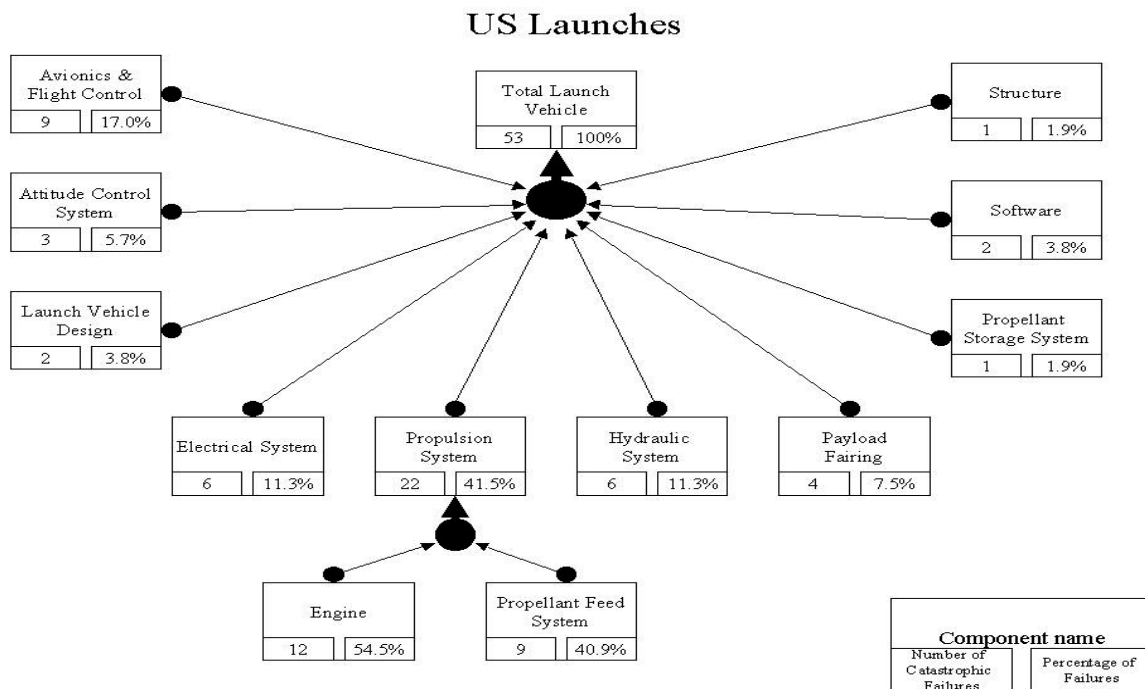 US Launches
Avionics &
Flight Control
9 17.0%
Total Launch
Vehicle
53 100%
Structure
1 1.9%
Attitude Control
System
3 5.7%
Software
2 3.8%
Launch Vehicle
Design
2 3.8%
Propellant
Storage System
1 1.9%
Electrical System
6 11.3%
Propulsion
System
22 41.5%
Hydraulic
System
6 11.3%
Payload
Fairing
4 7.5%
Engine
12 54.5%
Propellant Feed
System
9 40.9%
Component name
Number of
Catastrophic
Failures
Percentage of
Failures